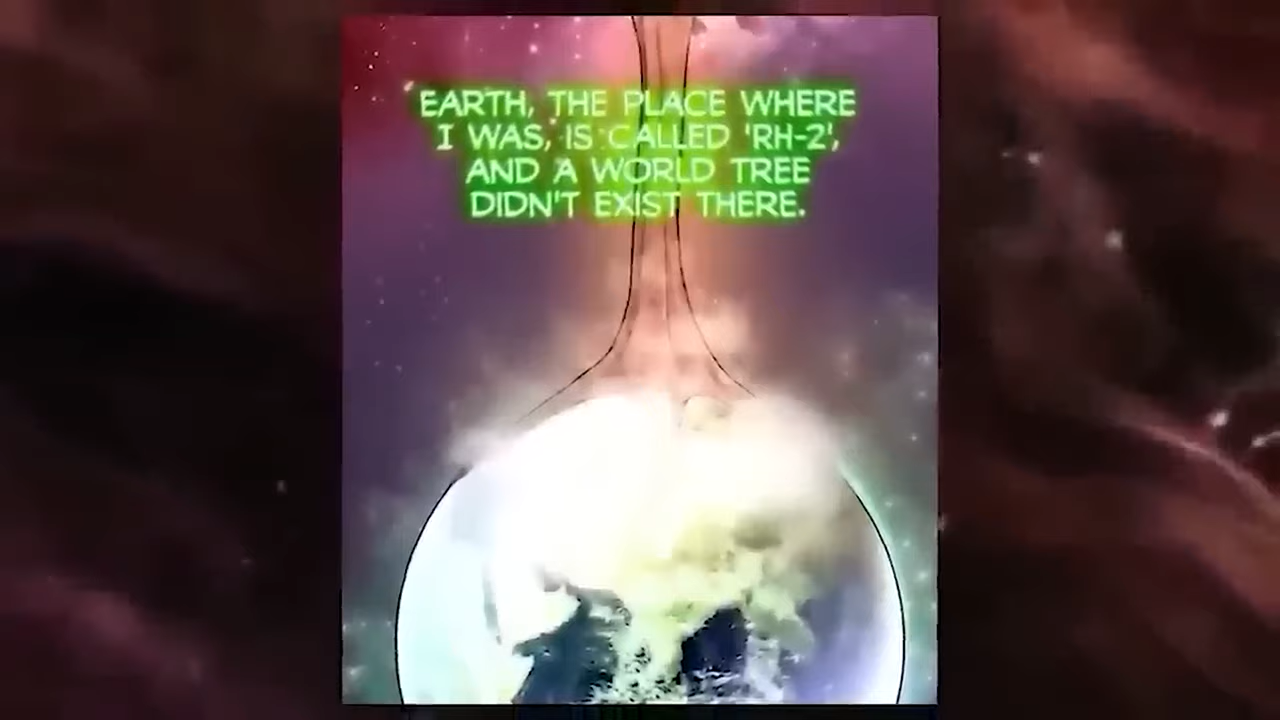 EARTH, THE PLACE WHERE
I WAS, IS CALLED 'RH-2',
AND A WORLD TREE
DIDN'T EXIST THERE.